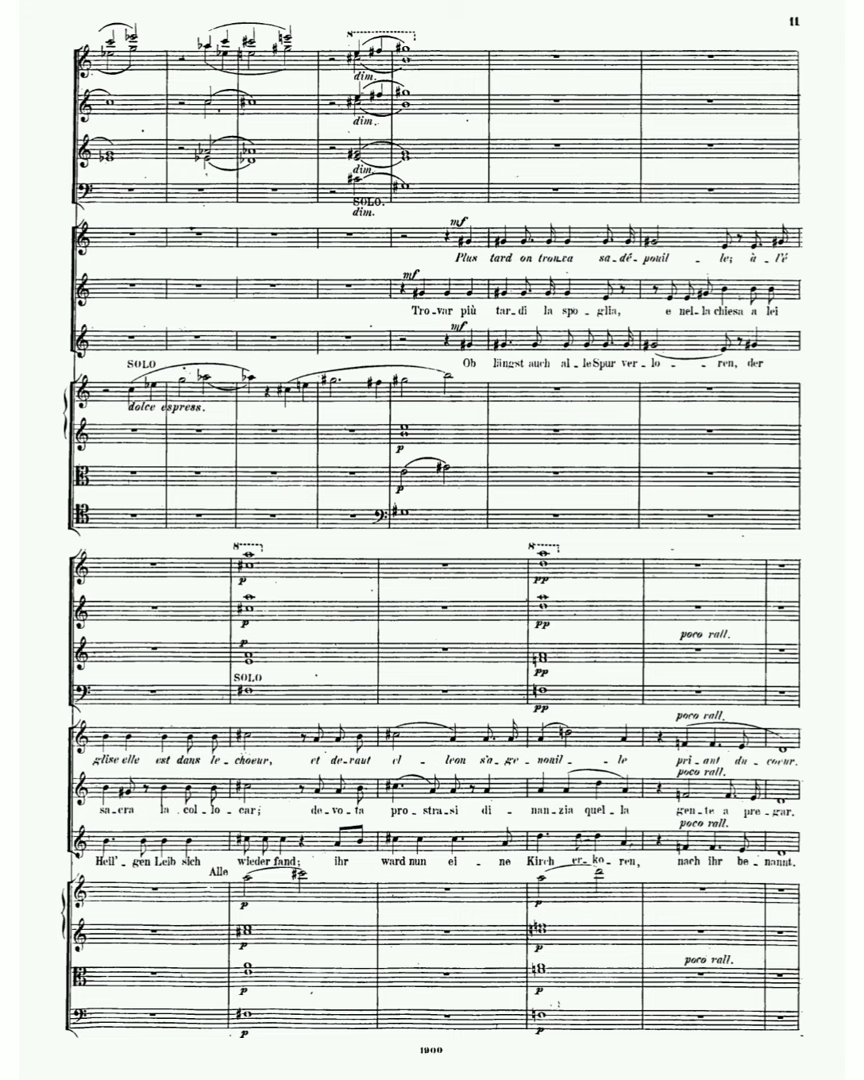 11
8
dim.
dim.
dim.
SOLO.
dim.
mf
Plus tard on trouva sa dé-pouil-le; à l'é
mf
Tro-var più tar-di la spo-glia, e nel-la chiesa a lei
mf
Ob längst auch al-le Spur ver-lo-ren, der
SOLO
dolce espress.
p
p
8 8
p pp
p pp
poco rall.
p pp
SOLO
pp
poco rall.
glise elle est dans le choeur, et devant el-le on s'a-genouil-le pri-ant du coeur.
poco rall.
sa-cra la col-lo-car; de-vo-ta pro-stra-si di-nan-zi a quel-la gen-te a pre-gar.
poco rall.
Heil'-gen Leib sich wieder fand; ihr ward nun ei-ne Kirch er-ko-ren, nach ihr be-nannt.
Alle
p p
p p
poco rall.
p p
p p
1900